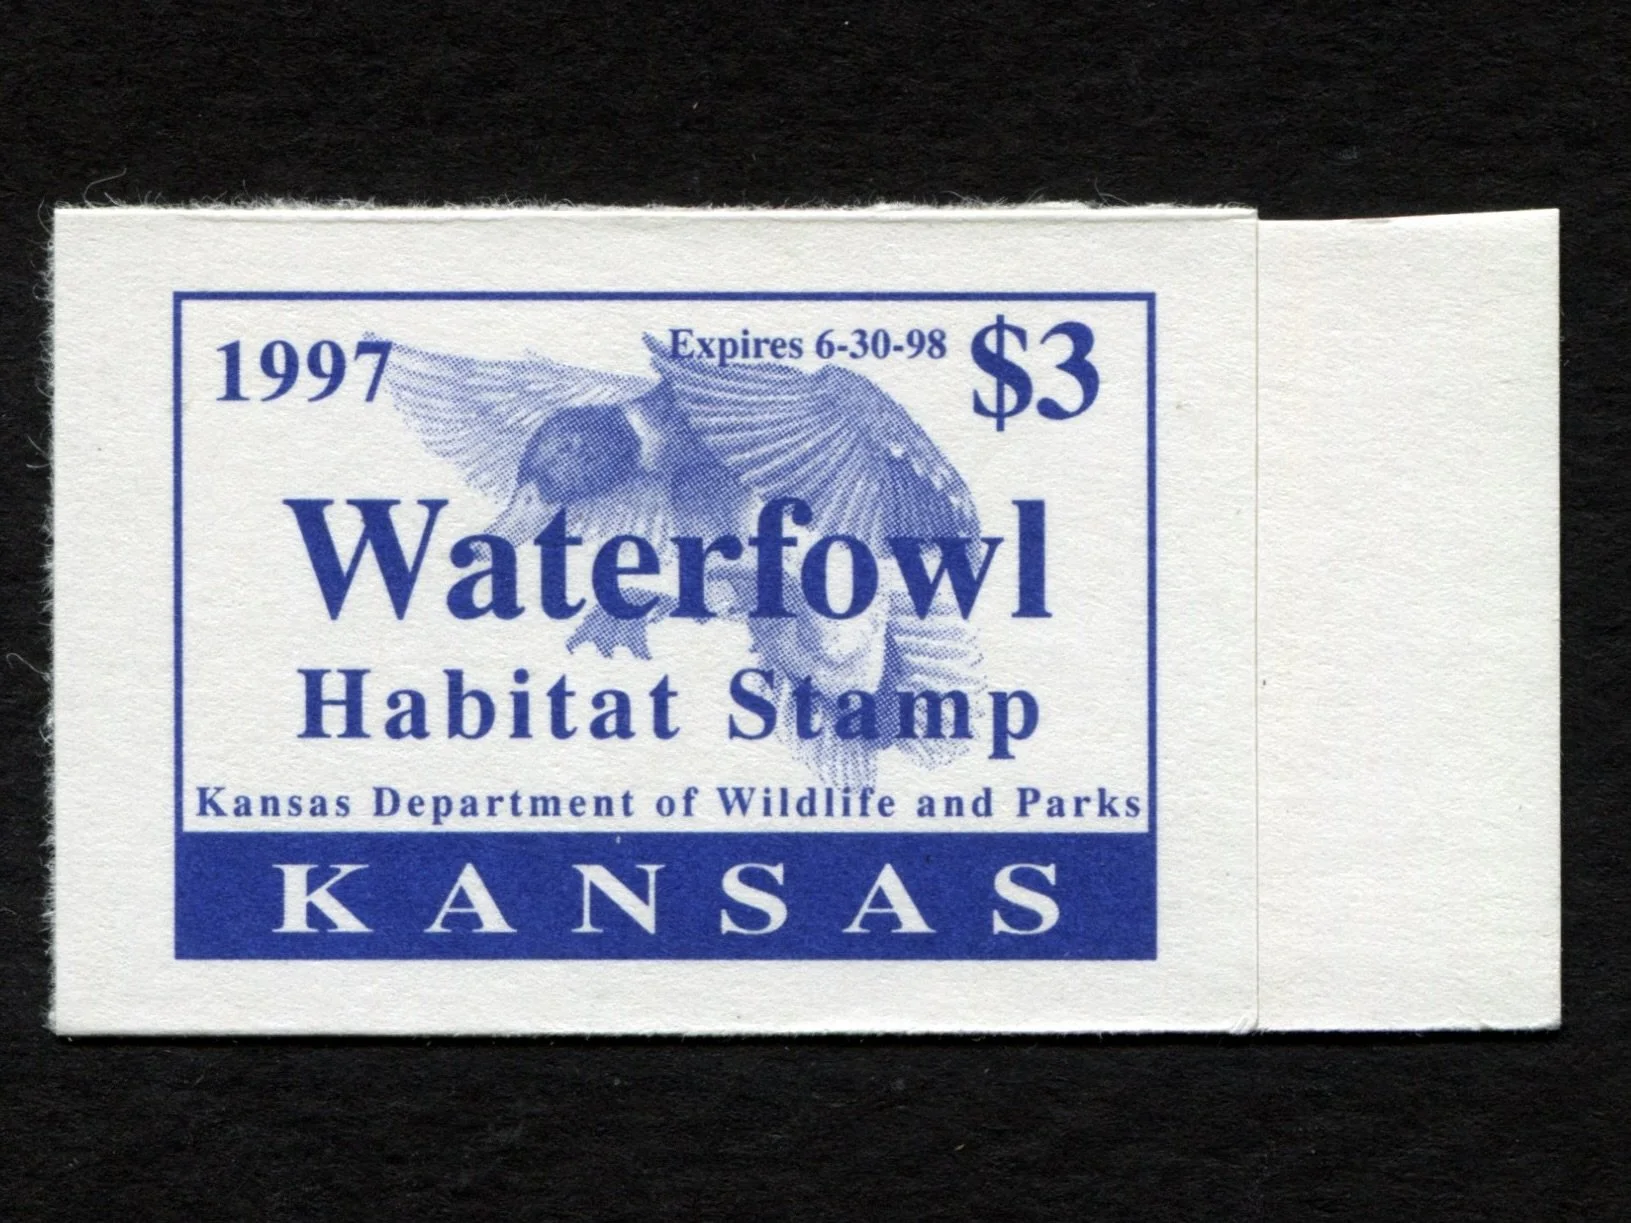 1997 Expires 6-30-98 $3
Waterfowl
Habitat Stamp
Kansas Department of Wildlife and Parks
KANSAS